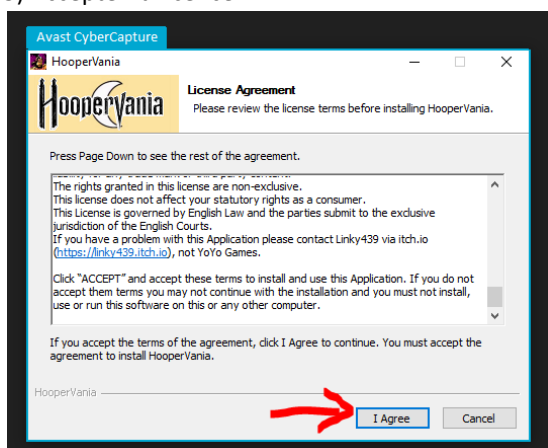 Avast CyberCapture
HooperVania
HooperVania
License Agreement
Please review the license terms before installing HooperVania.
Press Page Down to see the rest of the agreement.
The rights granted in this license are non-exclusive.
This license does not affect your statutory rights as a consumer.
This License is governed by English Law and the parties submit to the exclusive
jurisdiction of the English Courts.
If you have a problem with this Application please contact Linky439 via itch.io
(https://linky439.itch.io), not YoYo Games.
Click "ACCEPT" and accept these terms to install and use this Application. If you do not
accept them terms you may not continue with the installation and you must not install,
use or run this software on this or any other computer.
If you accept the terms of the agreement, click I Agree to continue. You must accept the
agreement to install HooperVania.
HooperVania
I Agree
Cancel